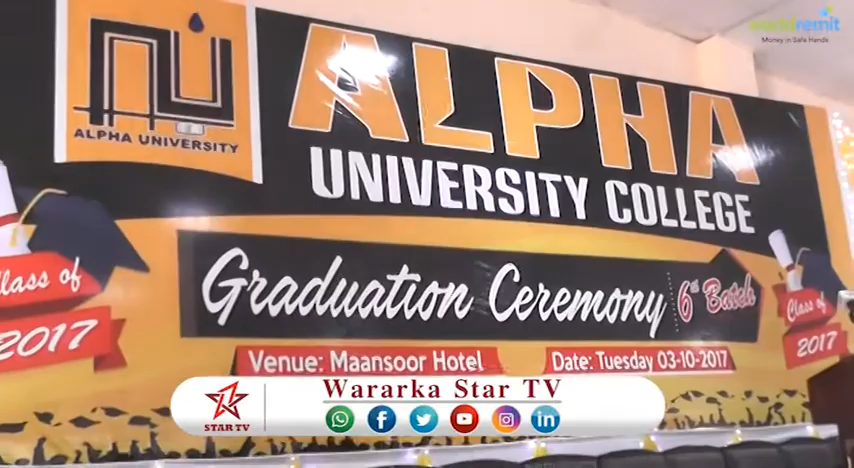 worldremit
Money in Safe Hands
ALPHA UNIVERSITY
ALPHA
UNIVERSITY COLLEGE
Graduation Ceremony
6th Batch
Class of
2017
Class of
2017
Venue: Maansoor Hotel
Date: Tuesday 03-10-2017
STAR TV
Wararka Star TV